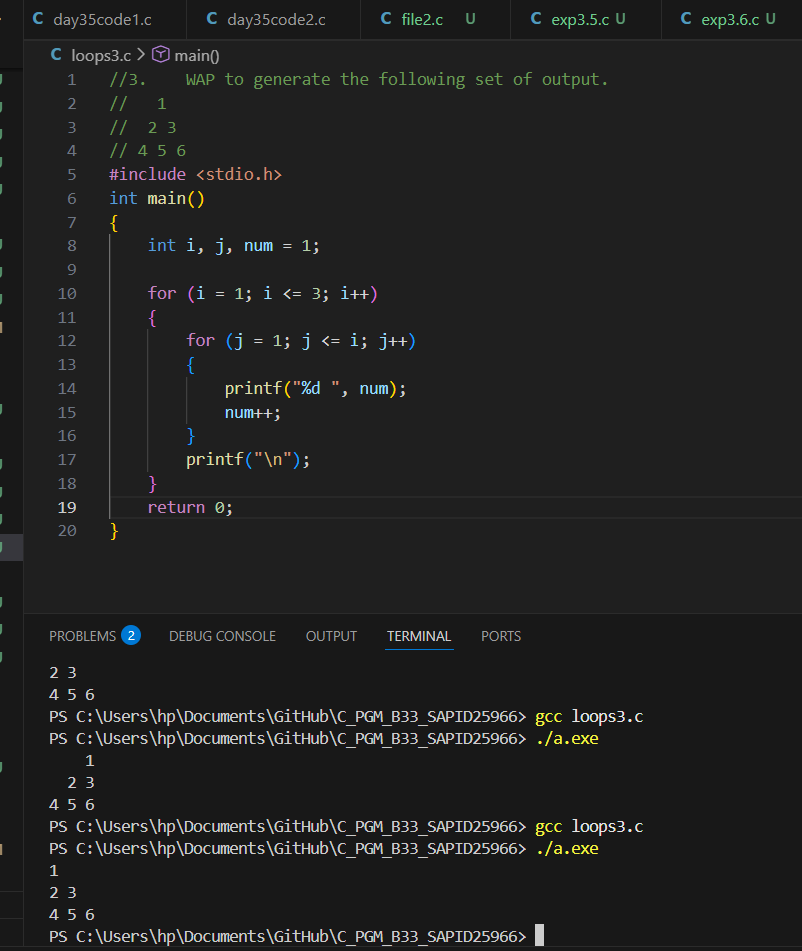 C day35code1.c C day35code2.c C file2.c U C exp3.5.c U C exp3.6.c U
C loops3.c > main()
1 //3.    WAP to generate the following set of output.
2 //   1
3 //  2 3
4 // 4 5 6
5 #include <stdio.h>
6 int main()
7 {
8     int i, j, num = 1;
9
10     for (i = 1; i <= 3; i++)
11     {
12         for (j = 1; j <= i; j++)
13         {
14             printf("%d ", num);
15             num++;
16         }
17         printf("\n");
18     }
19     return 0;
20 }
PROBLEMS 2 DEBUG CONSOLE OUTPUT TERMINAL PORTS
2 3
4 5 6
PS C:\Users\hp\Documents\GitHub\C_PGM_B33_SAPID25966> gcc loops3.c
PS C:\Users\hp\Documents\GitHub\C_PGM_B33_SAPID25966> ./a.exe
    1
  2 3
4 5 6
PS C:\Users\hp\Documents\GitHub\C_PGM_B33_SAPID25966> gcc loops3.c
PS C:\Users\hp\Documents\GitHub\C_PGM_B33_SAPID25966> ./a.exe
1
2 3
4 5 6
PS C:\Users\hp\Documents\GitHub\C_PGM_B33_SAPID25966>